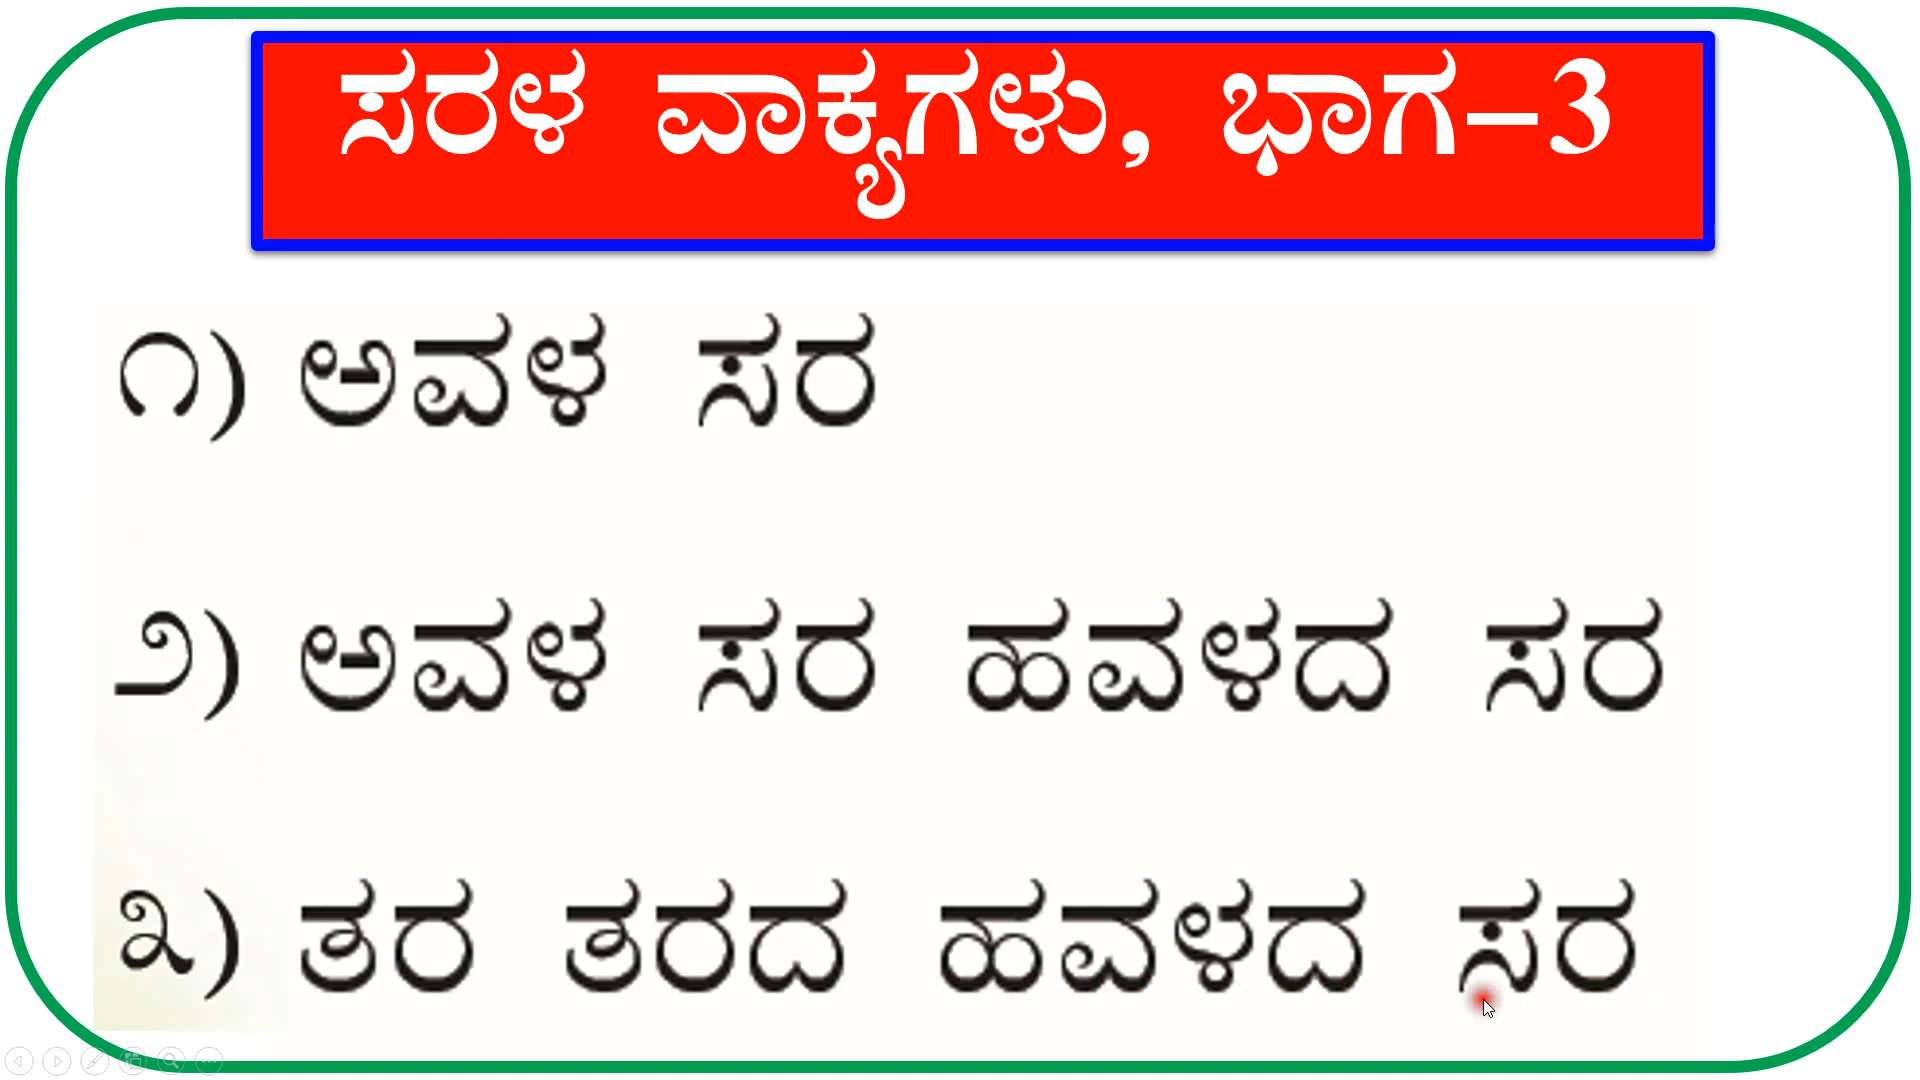 ಸರಳ ವಾಕ್ಯಗಳು, ಭಾಗ–3
೧) ಅವಳ ಸರ
೨) ಅವಳ ಸರ ಹವಳದ ಸರ
೩) ತರ ತರದ ಹವಳದ ಸರ